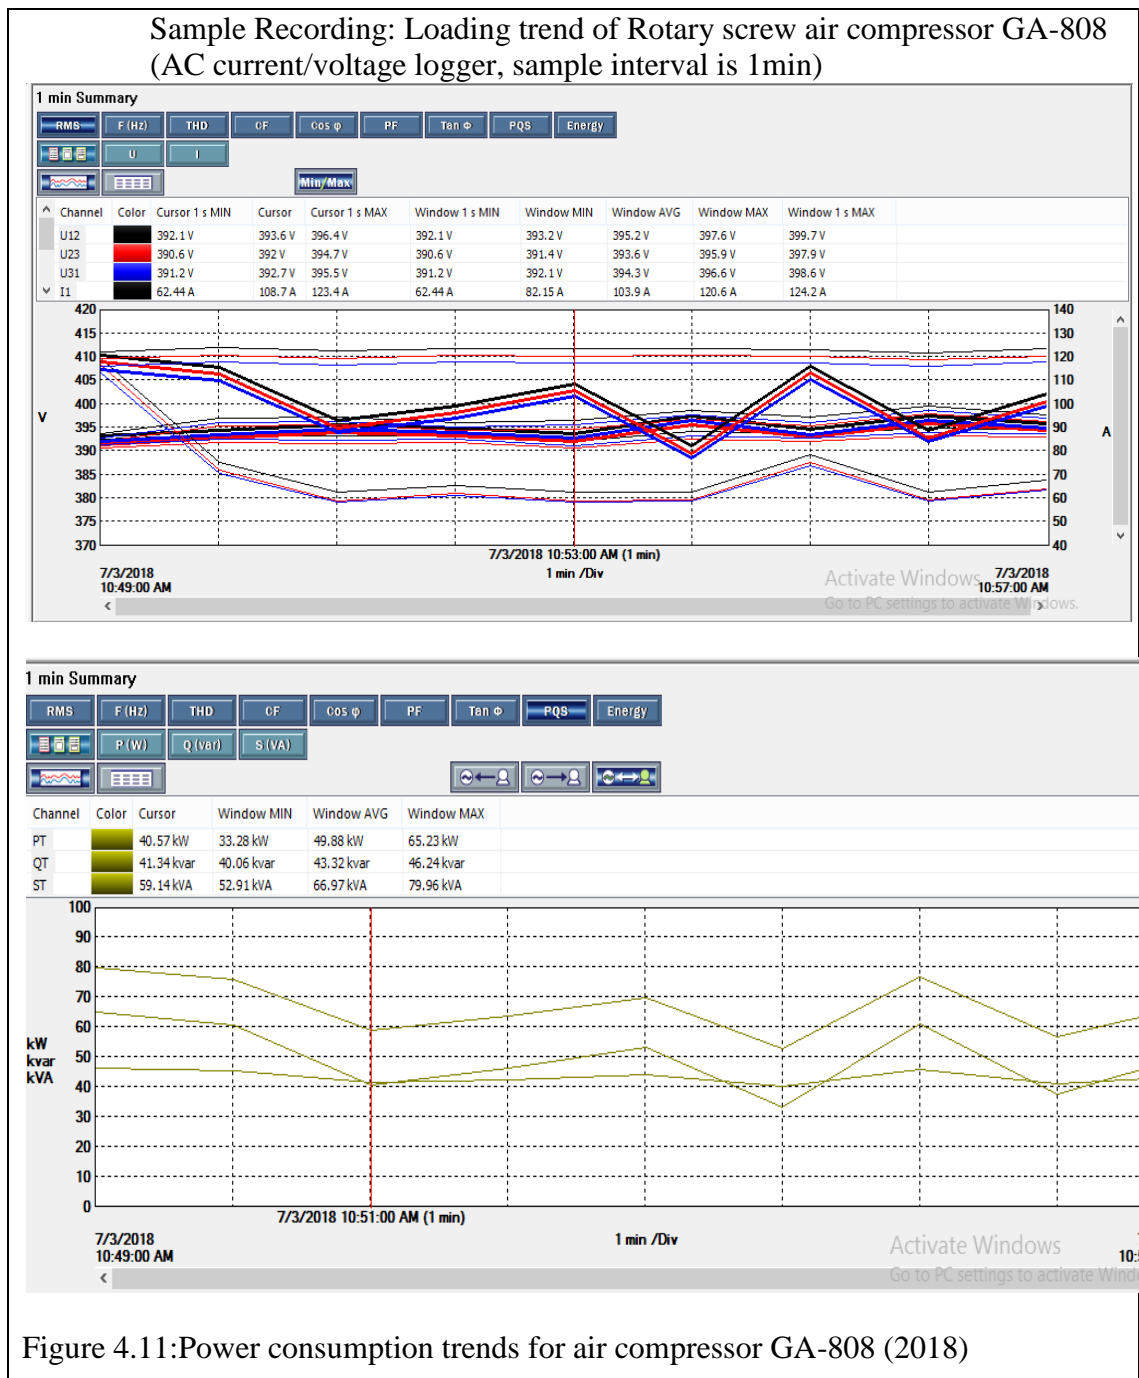 Sample Recording: Loading trend of Rotary screw air compressor GA-808
(AC current/voltage logger, sample interval is 1min)
1 min Summary
RMS F (Hz) THD CF Cos φ PF Tan Φ PQS Energy
U I
Min/Max
Channel Color Cursor 1 s MIN Cursor Cursor 1 s MAX Window 1 s MIN Window MIN Window AVG Window MAX Window 1 s MAX
U12 392.1 V 393.6 V 396.4 V 392.1 V 393.2 V 395.2 V 397.6 V 399.7 V
U23 390.6 V 392 V 394.7 V 390.6 V 391.4 V 393.6 V 395.9 V 397.9 V
U31 391.2 V 392.7 V 395.5 V 391.2 V 392.1 V 394.3 V 396.6 V 398.6 V
I1 62.44 A 108.7 A 123.4 A 62.44 A 82.15 A 103.9 A 120.6 A 124.2 A
420 140
415 130
410 120
405 110
400 100
V 395 90 A
390 80
385 70
380 60
375 50
370 40
7/3/2018 10:53:00 AM (1 min)
7/3/2018 1 min /Div 7/3/2018
10:49:00 AM 10:57:00 AM
Activate Windows
Go to PC settings to activate Windows.
1 min Summary
RMS F (Hz) THD CF Cos φ PF Tan Φ PQS Energy
P (W) Q (var) S (VA)
Channel Color Cursor Window MIN Window AVG Window MAX
PT 40.57 kW 33.28 kW 49.88 kW 65.23 kW
QT 41.34 kvar 40.06 kvar 43.32 kvar 46.24 kvar
ST 59.14 kVA 52.91 kVA 66.97 kVA 79.96 kVA
100
90
80
70
60
kW
kvar 50
kVA
40
30
20
10
0
7/3/2018 10:51:00 AM (1 min)
7/3/2018 1 min /Div
10:49:00 AM 10:
Activate Windows
Go to PC settings to activate Wind
Figure 4.11:Power consumption trends for air compressor GA-808 (2018)